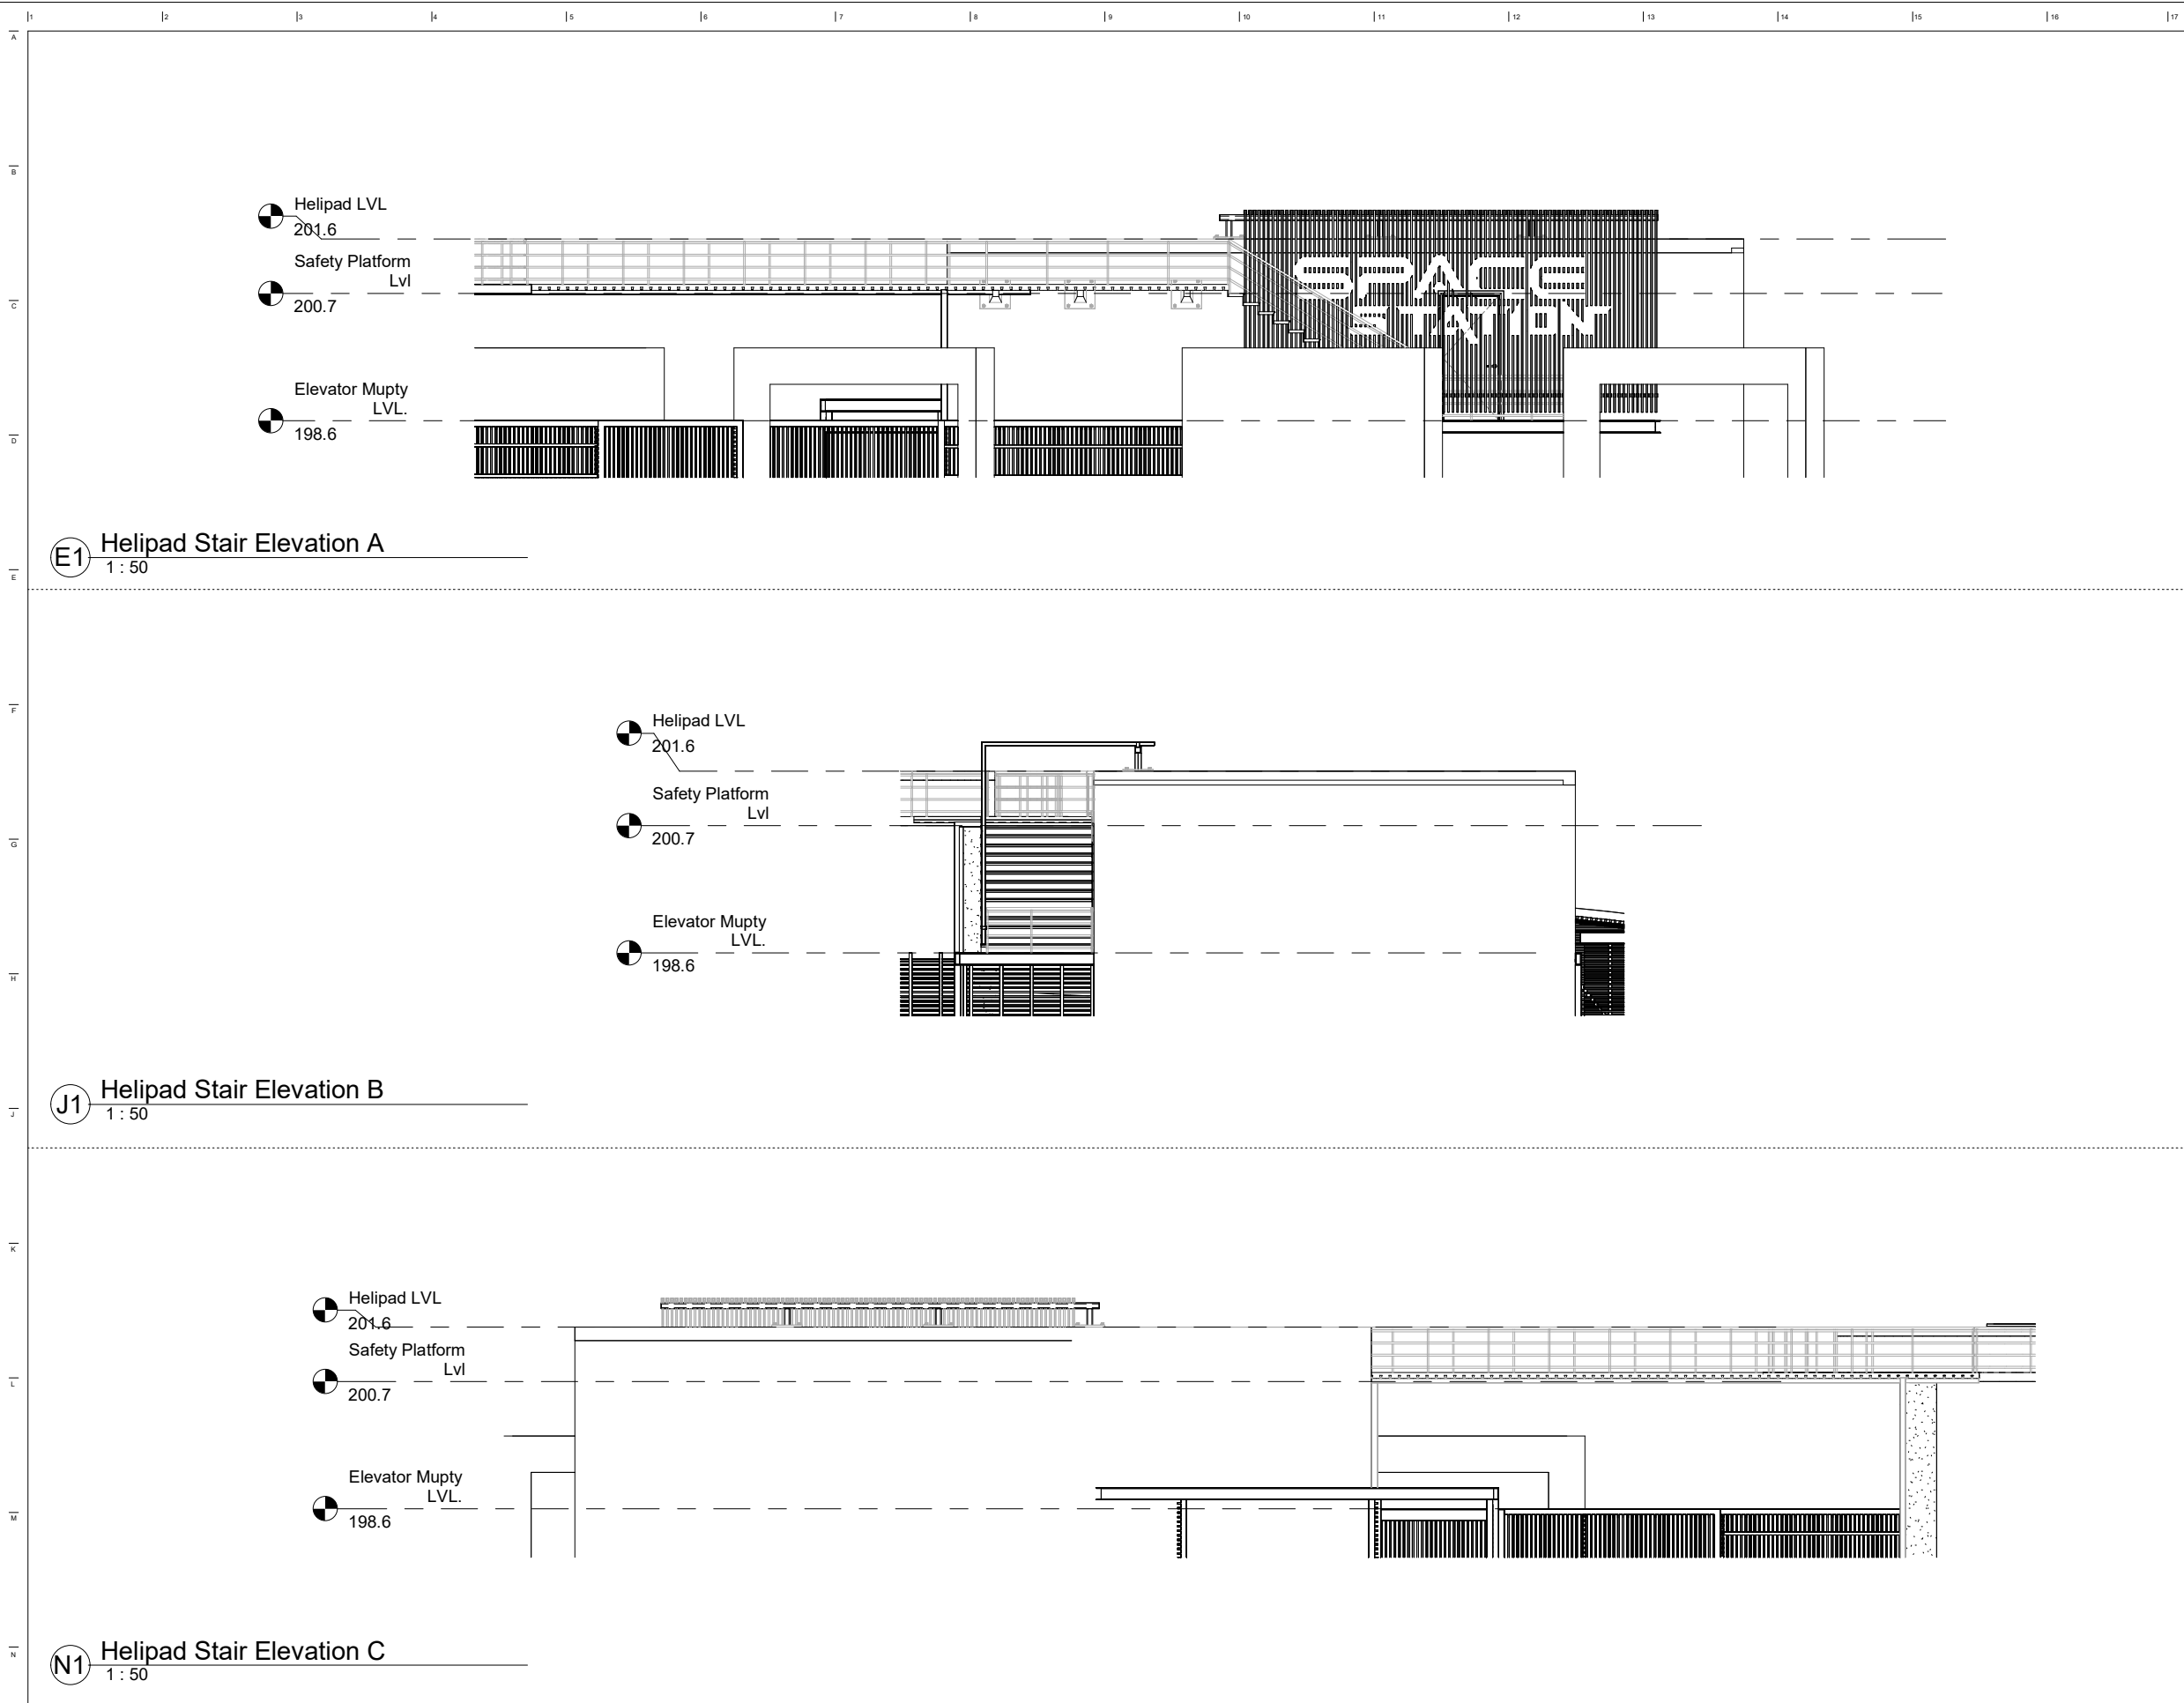 1 2 3 4 5 6 7 8 9 10 11 12 13 14 15 16 17
A
B
Helipad LVL
201.6
Safety Platform
Lvl
SPACE
C
200.7
STATION
Elevator Mupty
LVL.
198.6
D
E1 Helipad Stair Elevation A
1 : 50
E
F
Helipad LVL
201.6
Safety Platform
Lvl
200.7
G
Elevator Mupty
LVL.
198.6
H
J1 Helipad Stair Elevation B
1 : 50
J
K
Helipad LVL
201.6
Safety Platform
Lvl
L
200.7
Elevator Mupty
LVL.
M
198.6
N1 Helipad Stair Elevation C
1 : 50
N